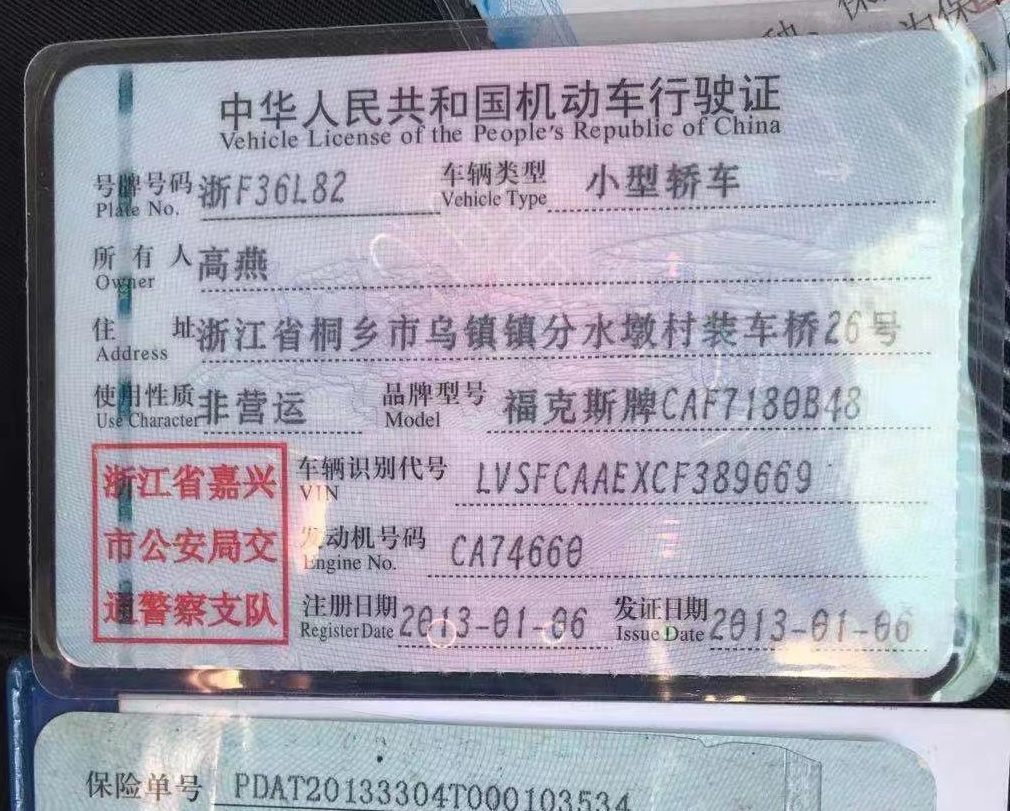 为保
中华人民共和国机动车行驶证
Vehicle License of the People's Republic of China
号牌号码 浙F36L82 车辆类型 小型轿车
Plate No. Vehicle Type
所有人 高燕
Owner
住址 浙江省桐乡市乌镇镇分水墩村装车桥26号
Address
使用性质 非营运 品牌型号 福克斯牌CAF7180B48
Use Character Model
浙江省嘉兴
市公安局交
通警察支队
车辆识别代号 LVSFCAAEXCF389669
VIN
发动机号码 CA74660
Engine No.
注册日期 2013-01-06 发证日期 2013-01-06
Register Date Issue Date
保险单号 PDAT20133304T000103534